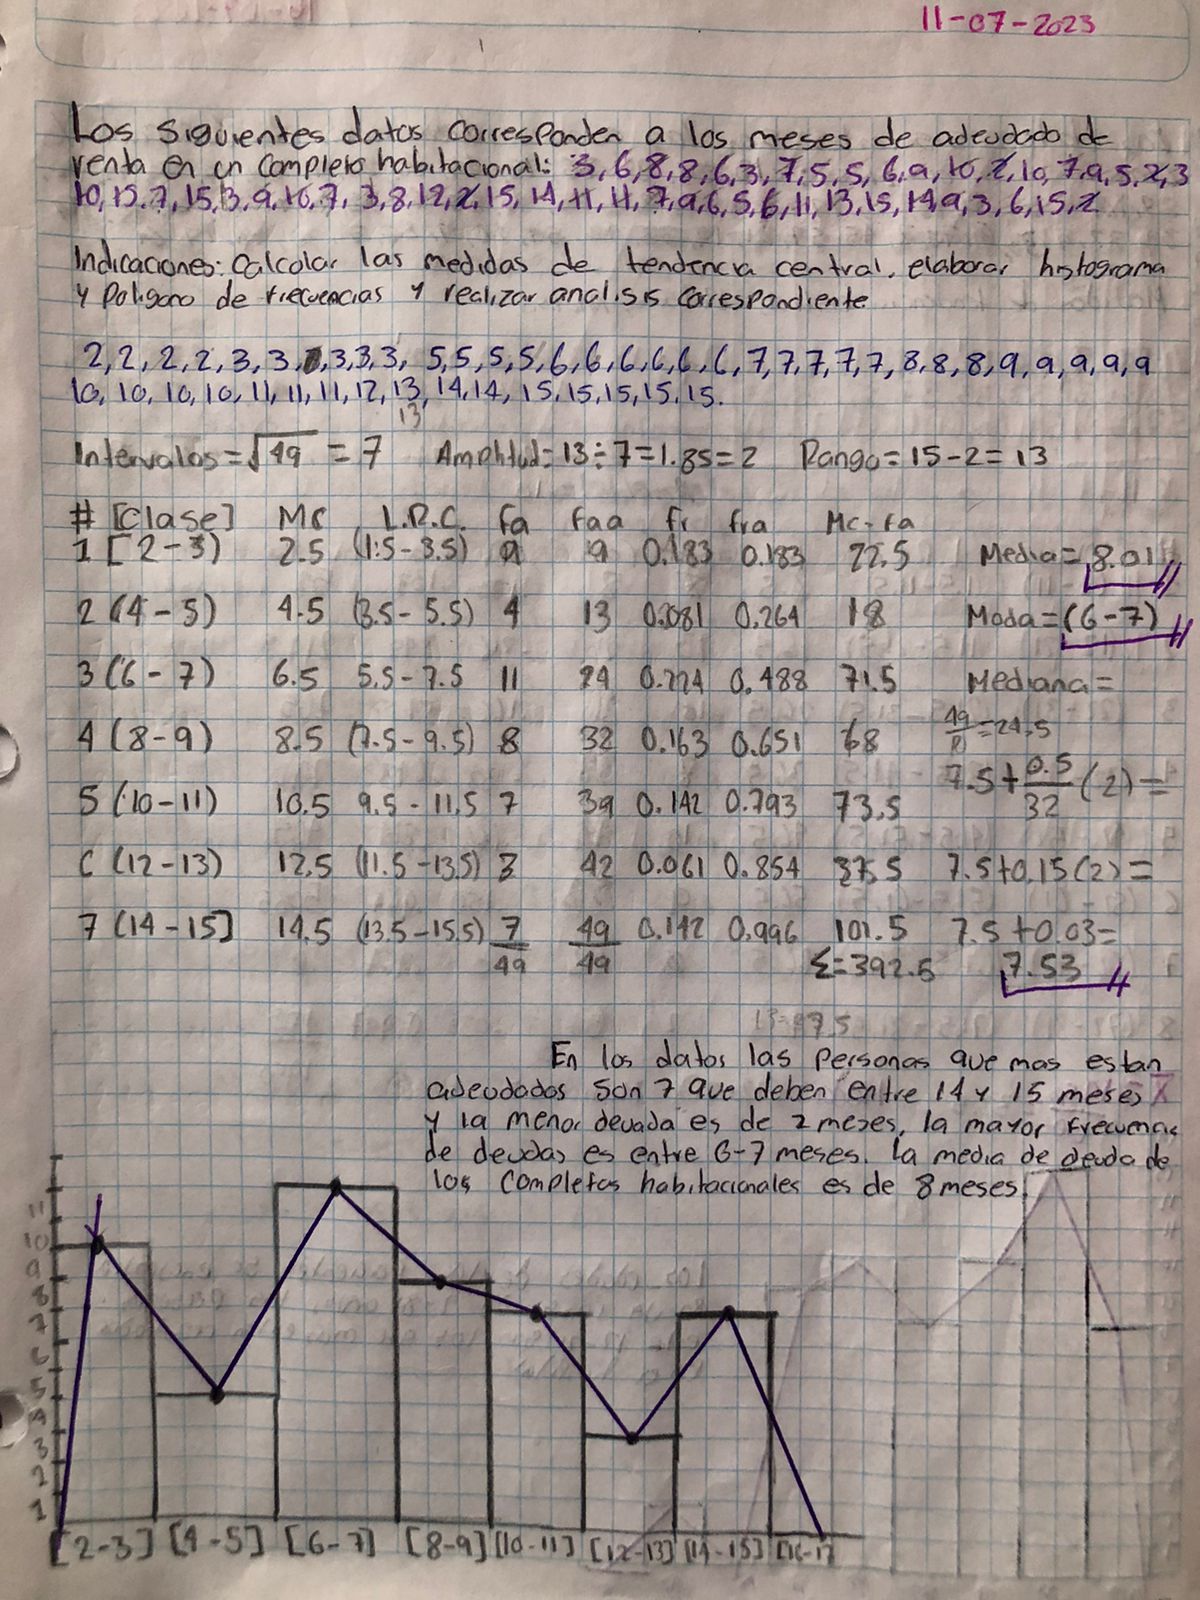 11-07-2023
Los siguientes datos corresponden a los meses de adeudado de
renta en un completo habitacional: 3, 6, 8, 8, 6, 3, 7, 5, 5, 6, 9, 10, 2, 10, 7, 9, 5, 2, 3
10, 15, 7, 15, 3, 9, 10, 7, 3, 8, 12, 2, 15, 14, 11, 11, 7, 9, 6, 5, 6, 11, 13, 15, 14, 9, 3, 6, 15, 2
Indicaciones: calcular las medidas de tendencia central, elaborar histograma
y poligono de frecuencias y realizar analisis correspondiente
2, 2, 2, 2, 3, 3, 3, 3, 3, 5, 5, 5, 5, 6, 6, 6, 6, 6, 6, 7, 7, 7, 7, 7, 8, 8, 8, 9, 9, 9, 9, 9
10, 10, 10, 10, 11, 11, 11, 12, 13, 14, 14, 15, 15, 15, 15, 15.
13
Intervalos = √49 = 7 Amplitud = 13 ÷ 7 = 1.85 = 2 Rango = 15 - 2 = 13
# [Clase] MC L.R.C. fa faa fr fra Mc · fa
1 [2-3) 2.5 (1.5 - 3.5) 9 9 0.183 0.183 22.5 Media = 8.01
2 (4-5) 4.5 (3.5 - 5.5) 4 13 0.081 0.264 18 Moda = (6-7)
3 (6-7) 6.5 5.5 - 7.5 11 24 0.224 0.488 71.5 Mediana =
4 (8-9) 8.5 (7.5 - 9.5) 8 32 0.163 0.651 68 49/2 = 24.5
5 (10-11) 10.5 9.5 - 11.5 7 39 0.142 0.793 73.5 7.5 + 0.5/32 (2) =
6 (12-13) 12.5 (11.5 - 13.5) 3 42 0.061 0.854 37.5 7.5 + 0.15 (2) =
7 (14-15] 14.5 (13.5 - 15.5) 7 49 0.142 0.996 101.5 7.5 + 0.03 =
49 49 Σ = 392.5 7.53
En los datos las personas que mas estan
adeudados son 7 que deben entre 14 y 15 meses
y la menor deuada es de 2 meses, la mayor frecuencia
de deudas es entre 6-7 meses. La media de deuda de
los completos habitacionales es de 8 meses.
11
10
9
8
7
6
5
4
3
2
1
[2-3] [4-5] [6-7] [8-9] [10-11] [12-13] [14-15] [16-17